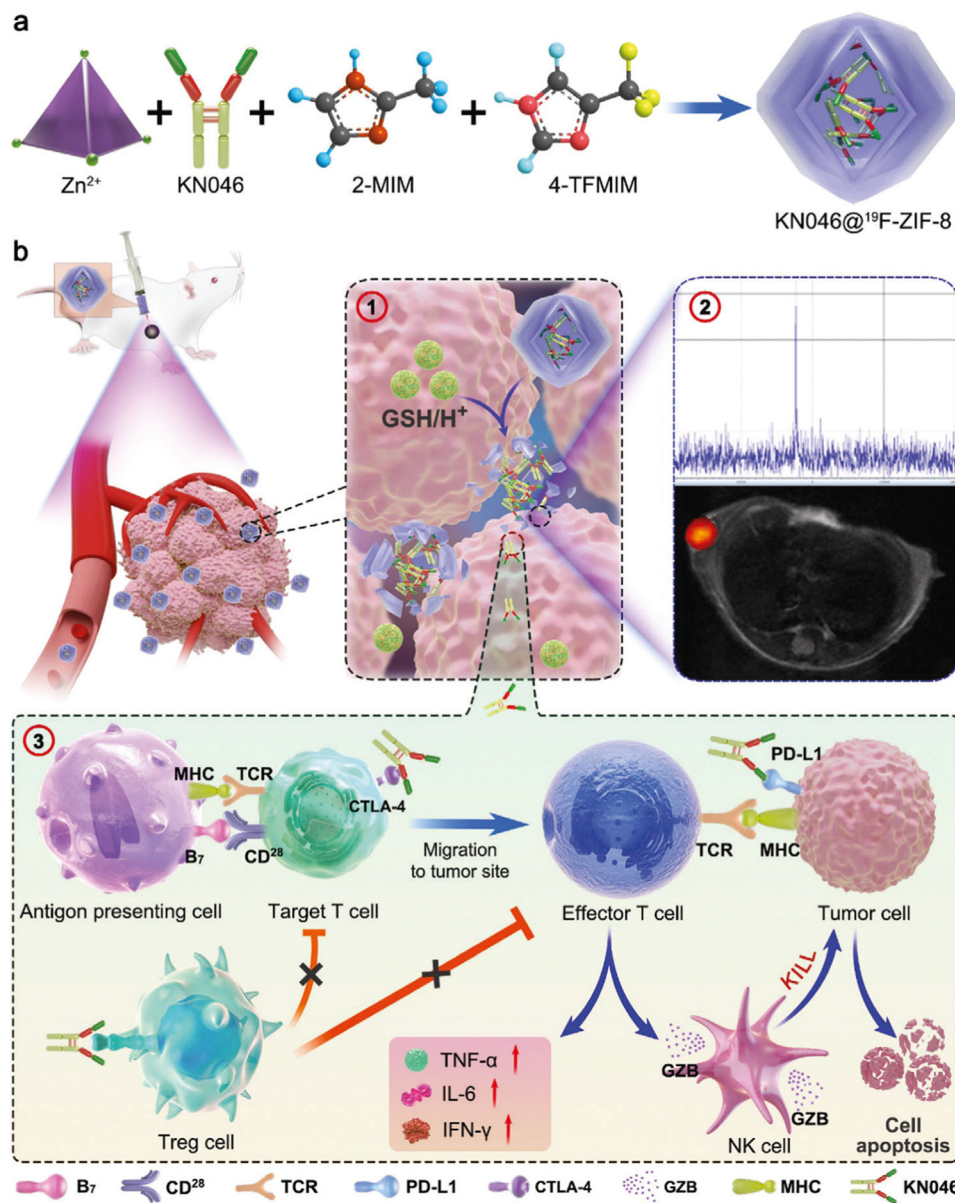 a
+ + +
Zn²⁺ KN046 2-MIM 4-TFMIM KN046@¹⁹F-ZIF-8
b
1
2
GSH/H⁺
3
MHC TCR
CTLA-4
B₇ CD²⁸
Antigon presenting cell
Target T cell
Migration
to tumor site
PD-L1
TCR MHC
Effector T cell
Tumor cell
Treg cell
TNF-α
IL-6
IFN-γ
GZB
GZB
NK cell
KILL
Cell
apoptosis
B₇ CD²⁸ TCR PD-L1 CTLA-4 GZB MHC KN046